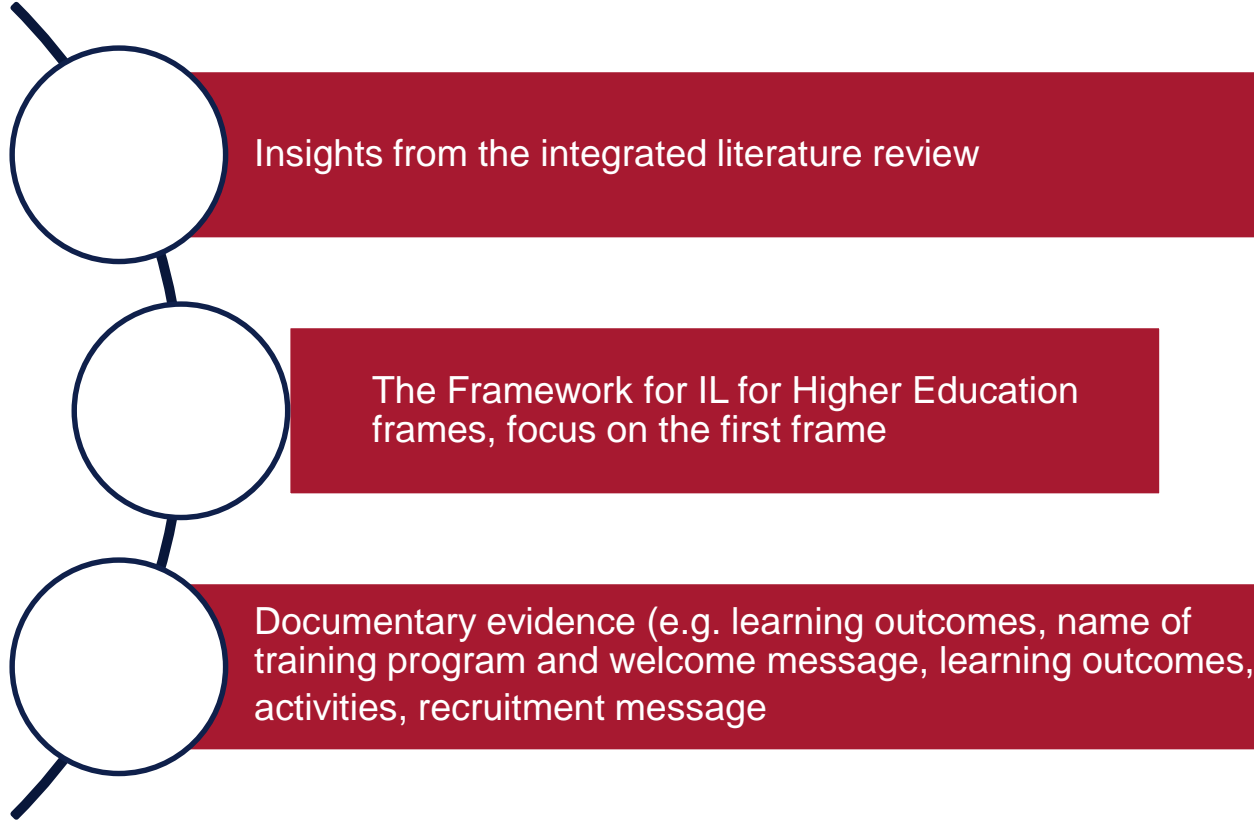 Insights from the integrated literature review
The Framework for IL for Higher Education
frames, focus on the first frame
Documentary evidence (e.g. learning outcomes, name of
training program and welcome message, learning outcomes,
activities, recruitment message